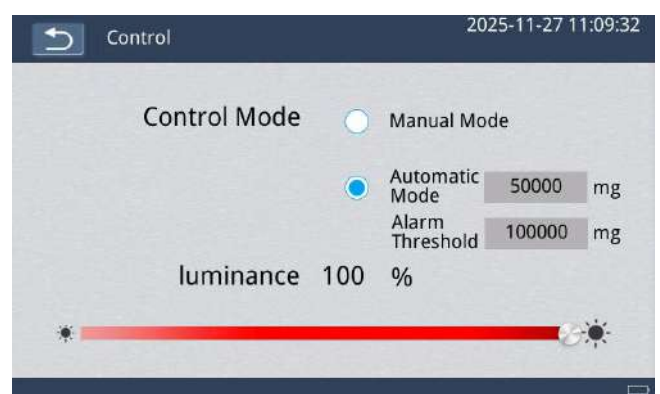 Control
2025-11-27 11:09:32
Control Mode
Manual Mode
Automatic
Mode
50000 mg
Alarm
Threshold
100000 mg
luminance 100 %